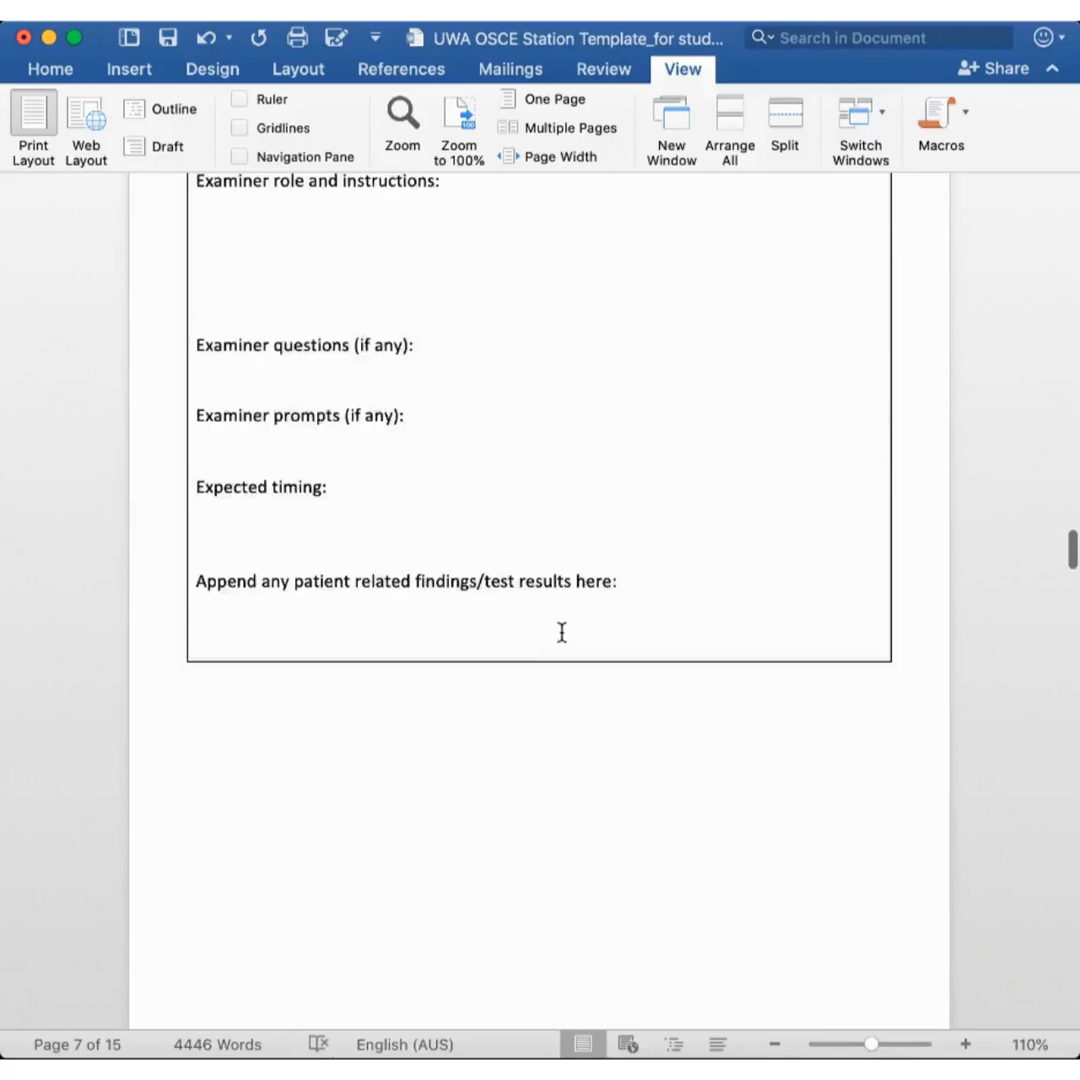 UWA OSCE Station Template_for stud...
Search in Document
Home Insert Design Layout References Mailings Review View Share
Print Layout
Web Layout
Outline
Draft
Ruler
Gridlines
Navigation Pane
Zoom
Zoom to 100%
100
One Page
Multiple Pages
Page Width
New Window
Arrange All
Split
Switch Windows
Macros
Examiner role and instructions:
Examiner questions (if any):
Examiner prompts (if any):
Expected timing:
Append any patient related findings/test results here:
Page 7 of 15 4446 Words English (AUS) 110%